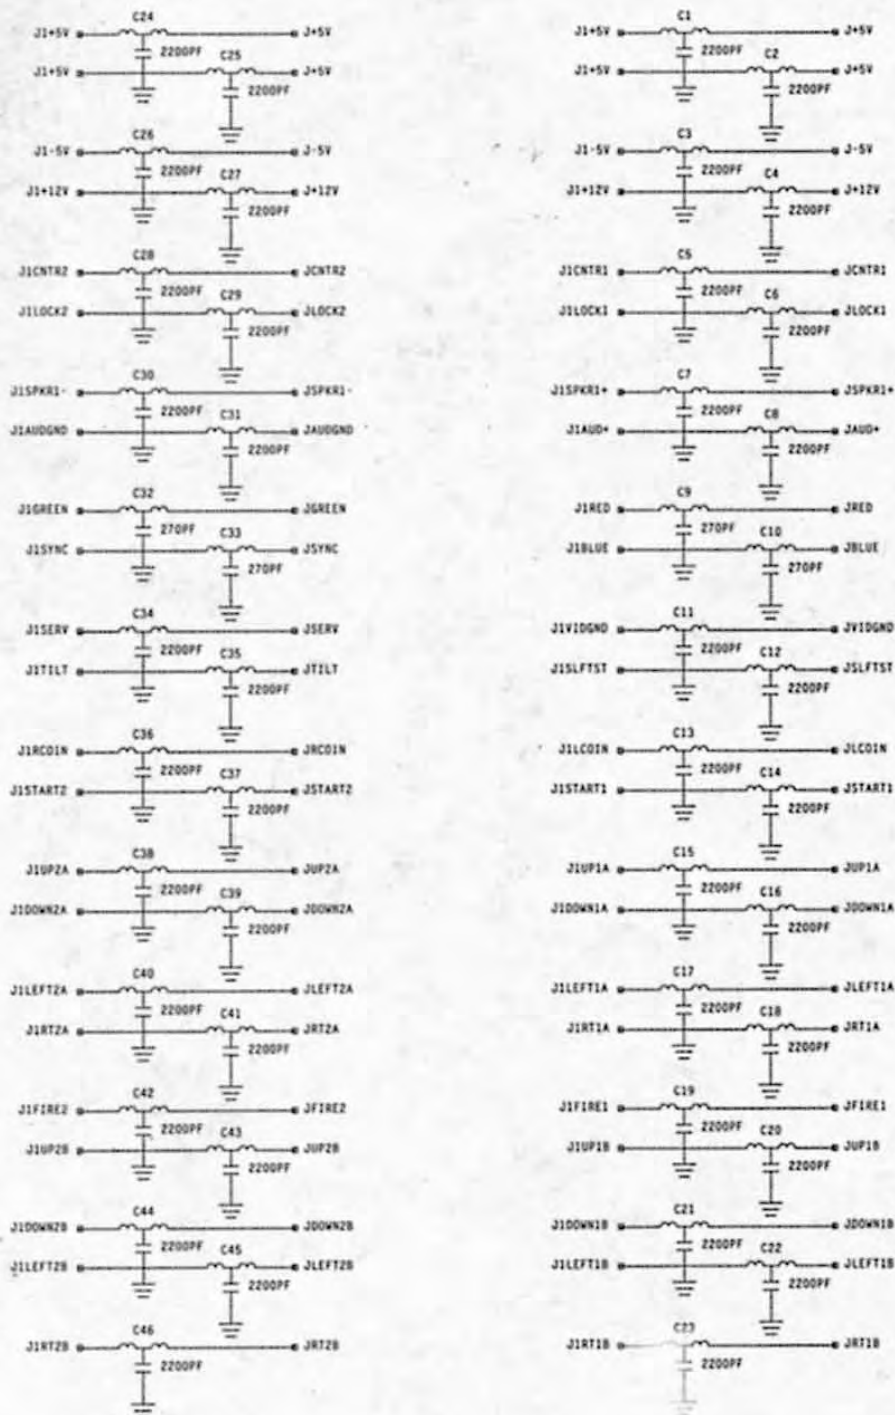 C24
J1+5V J+5V
2200PF
C25
J1+5V J+5V
2200PF
C26
J1-5V J-5V
2200PF
C27
J1+12V J+12V
2200PF
C28
J1CNTR2 JCNTR2
2200PF
C29
J1LOCK2 JLOCK2
2200PF
C30
J1SPKR1- JSPKR1-
2200PF
C31
J1AUDGND JAUDGND
2200PF
C32
J1GREEN JGREEN
270PF
C33
J1SYNC JSYNC
270PF
C34
J1SERV JSERV
2200PF
C35
J1TILT JTILT
2200PF
C36
J1RCOIN JRCOIN
2200PF
C37
J1START2 JSTART2
2200PF
C38
J1UP2A JUP2A
2200PF
C39
J1DOWN2A JDOWN2A
2200PF
C40
J1LEFT2A JLEFT2A
2200PF
C41
J1RT2A JRT2A
2200PF
C42
J1FIRE2 JFIRE2
2200PF
C43
J1UP2B JUP2B
2200PF
C44
J1DOWN2B JDOWN2B
2200PF
C45
J1LEFT2B JLEFT2B
2200PF
C46
J1RT2B JRT2B
2200PF
C1
J1+5V J+5V
2200PF
C2
J1+5V J+5V
2200PF
C3
J1-5V J-5V
2200PF
C4
J1+12V J+12V
2200PF
C5
J1CNTR1 JCNTR1
2200PF
C6
J1LOCK1 JLOCK1
2200PF
C7
J1SPKR1+ JSPKR1+
2200PF
C8
J1AUD+ JAUD+
2200PF
C9
J1RED JRED
270PF
C10
J1BLUE JBLUE
270PF
C11
J1VIDGND JVIDGND
2200PF
C12
J1SLFTST JSLFTST
2200PF
C13
J1LCOIN JLCOIN
2200PF
C14
J1START1 JSTART1
2200PF
C15
J1UP1A JUP1A
2200PF
C16
J1DOWN1A JDOWN1A
2200PF
C17
J1LEFT1A JLEFT1A
2200PF
C18
J1RT1A JRT1A
2200PF
C19
J1FIRE1 JFIRE1
2200PF
C20
J1UP1B JUP1B
2200PF
C21
J1DOWN1B JDOWN1B
2200PF
C22
J1LEFT1B JLEFT1B
2200PF
C23
J1RT1B JRT1B
2200PF